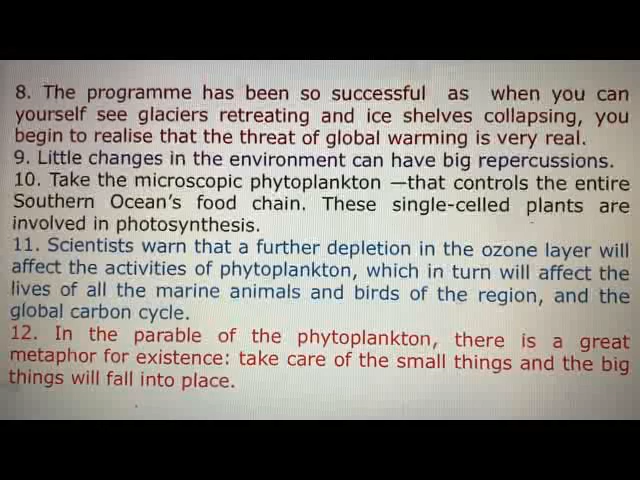 8. The programme has been so successful as when you can
yourself see glaciers retreating and ice shelves collapsing, you
begin to realise that the threat of global warming is very real.
9. Little changes in the environment can have big repercussions.
10. Take the microscopic phytoplankton —that controls the entire
Southern Ocean's food chain. These single-celled plants are
involved in photosynthesis.
11. Scientists warn that a further depletion in the ozone layer will
affect the activities of phytoplankton, which in turn will affect the
lives of all the marine animals and birds of the region, and the
global carbon cycle.
12. In the parable of the phytoplankton, there is a great
metaphor for existence: take care of the small things and the big
things will fall into place.